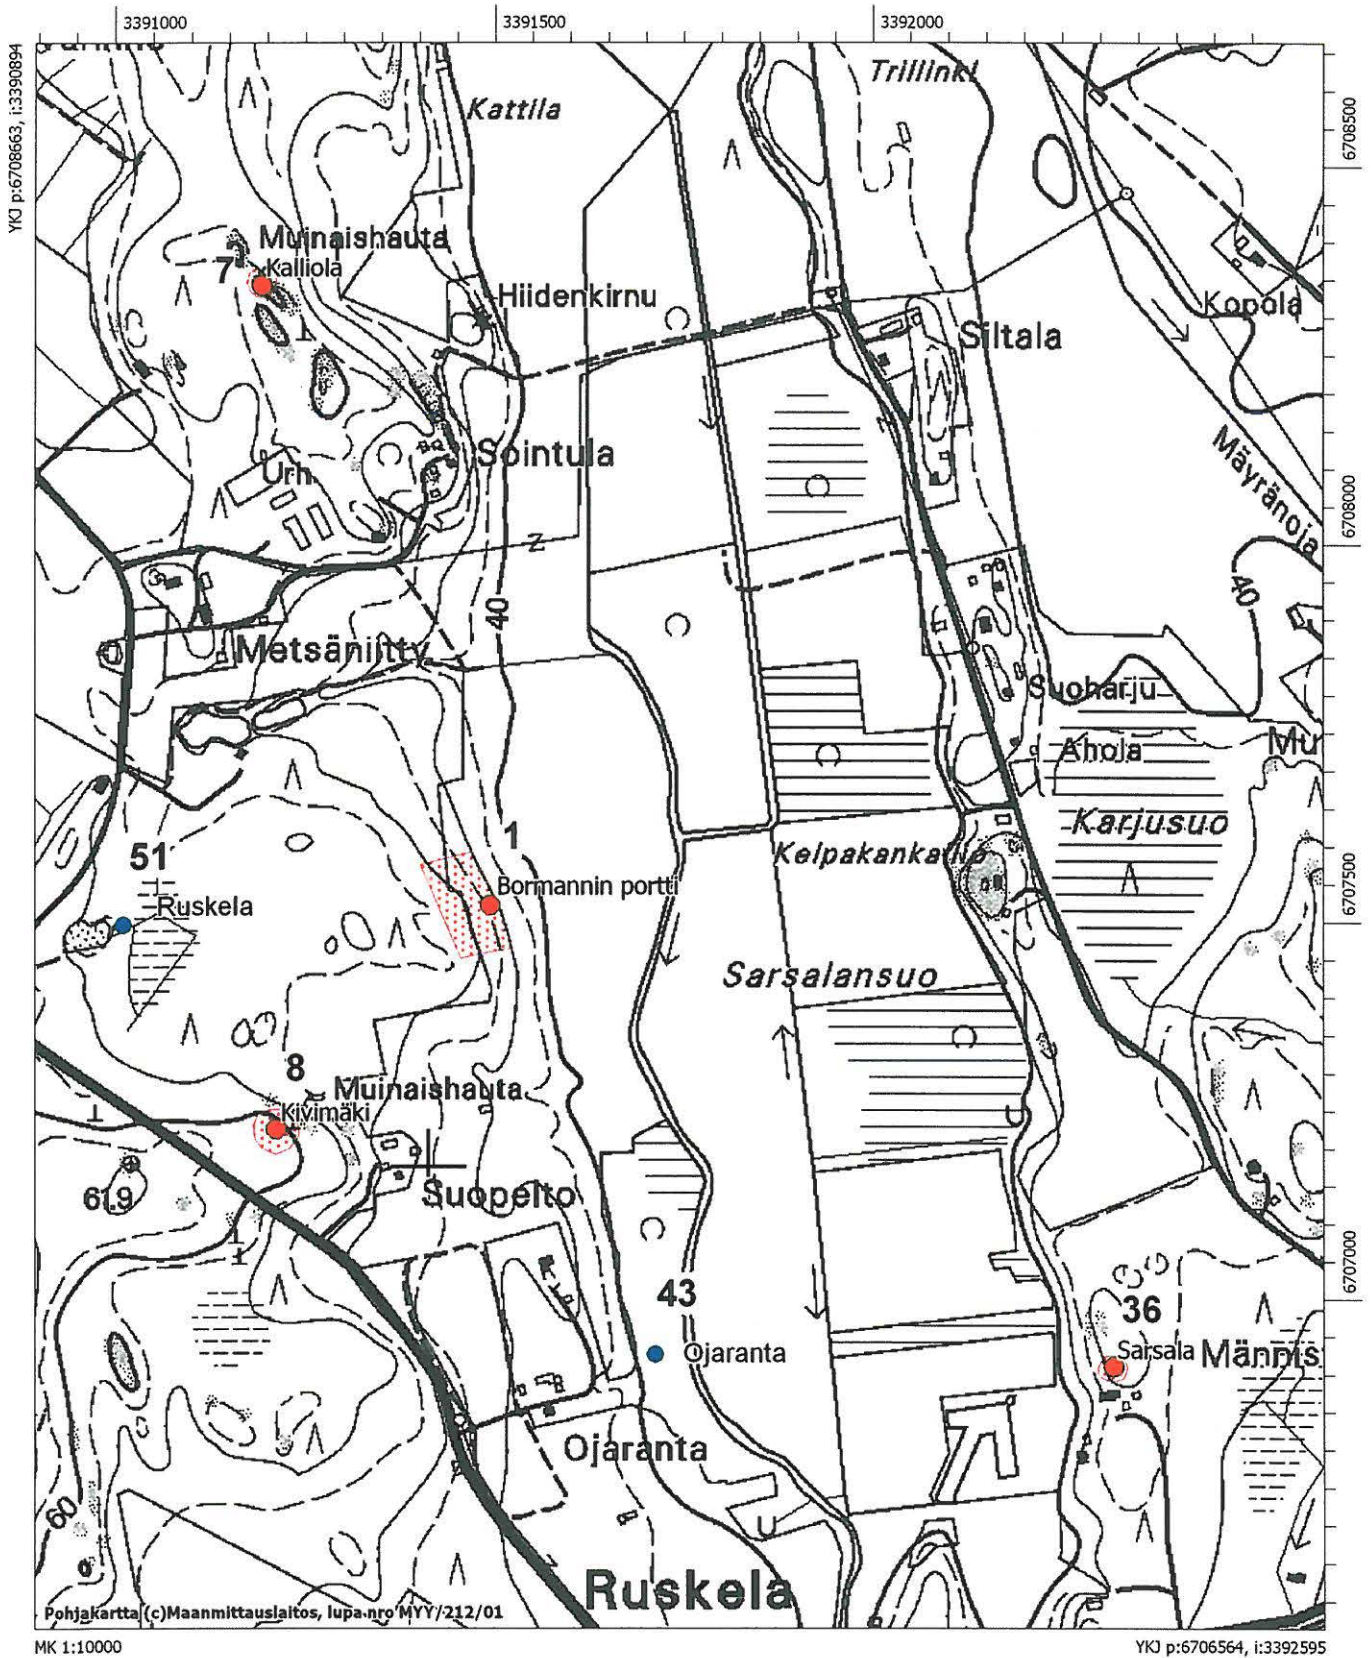 3391000
3391500
3392000
YKJ p:6708663, i:3390894
6708500
6708000
6707500
6707000
Trillinki
Kattila
Muinaishauta
7
Kalliola
Hiidenkirnu
Kopola
Siltala
Sointula
Urh.
Mäyränoja
z
40
40
Metsäniitty
Suoharju
Ahola
Mu
1
Karjusuo
51
Kelpakankallio
Bormannin portti
Ruskela
Sarsalansuo
8
Muinaishauta
Kivimäki
61.9
Suopelto
43
36
Ojaranta
Sarsala
Männis
Ojaranta
60
Ruskela
Pohjakartta (c)Maanmittauslaitos, lupa nro MYY/212/01
MK 1:10000
YKJ p:6706564, i:3392595